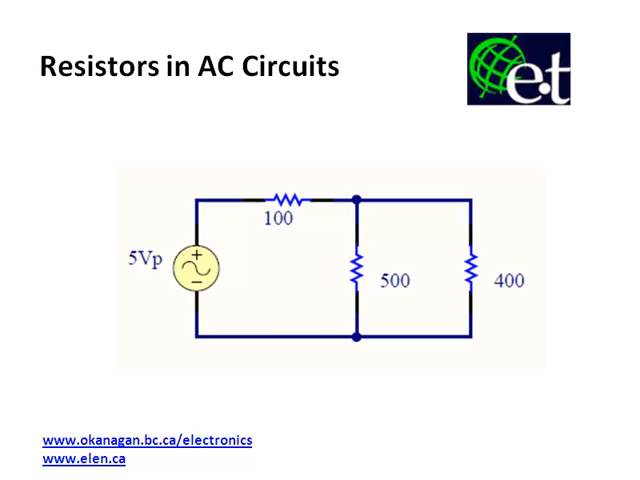 Resistors in AC Circuits
e.t
100
5Vp
500
400
www.okanagan.bc.ca/electronics
www.elen.ca